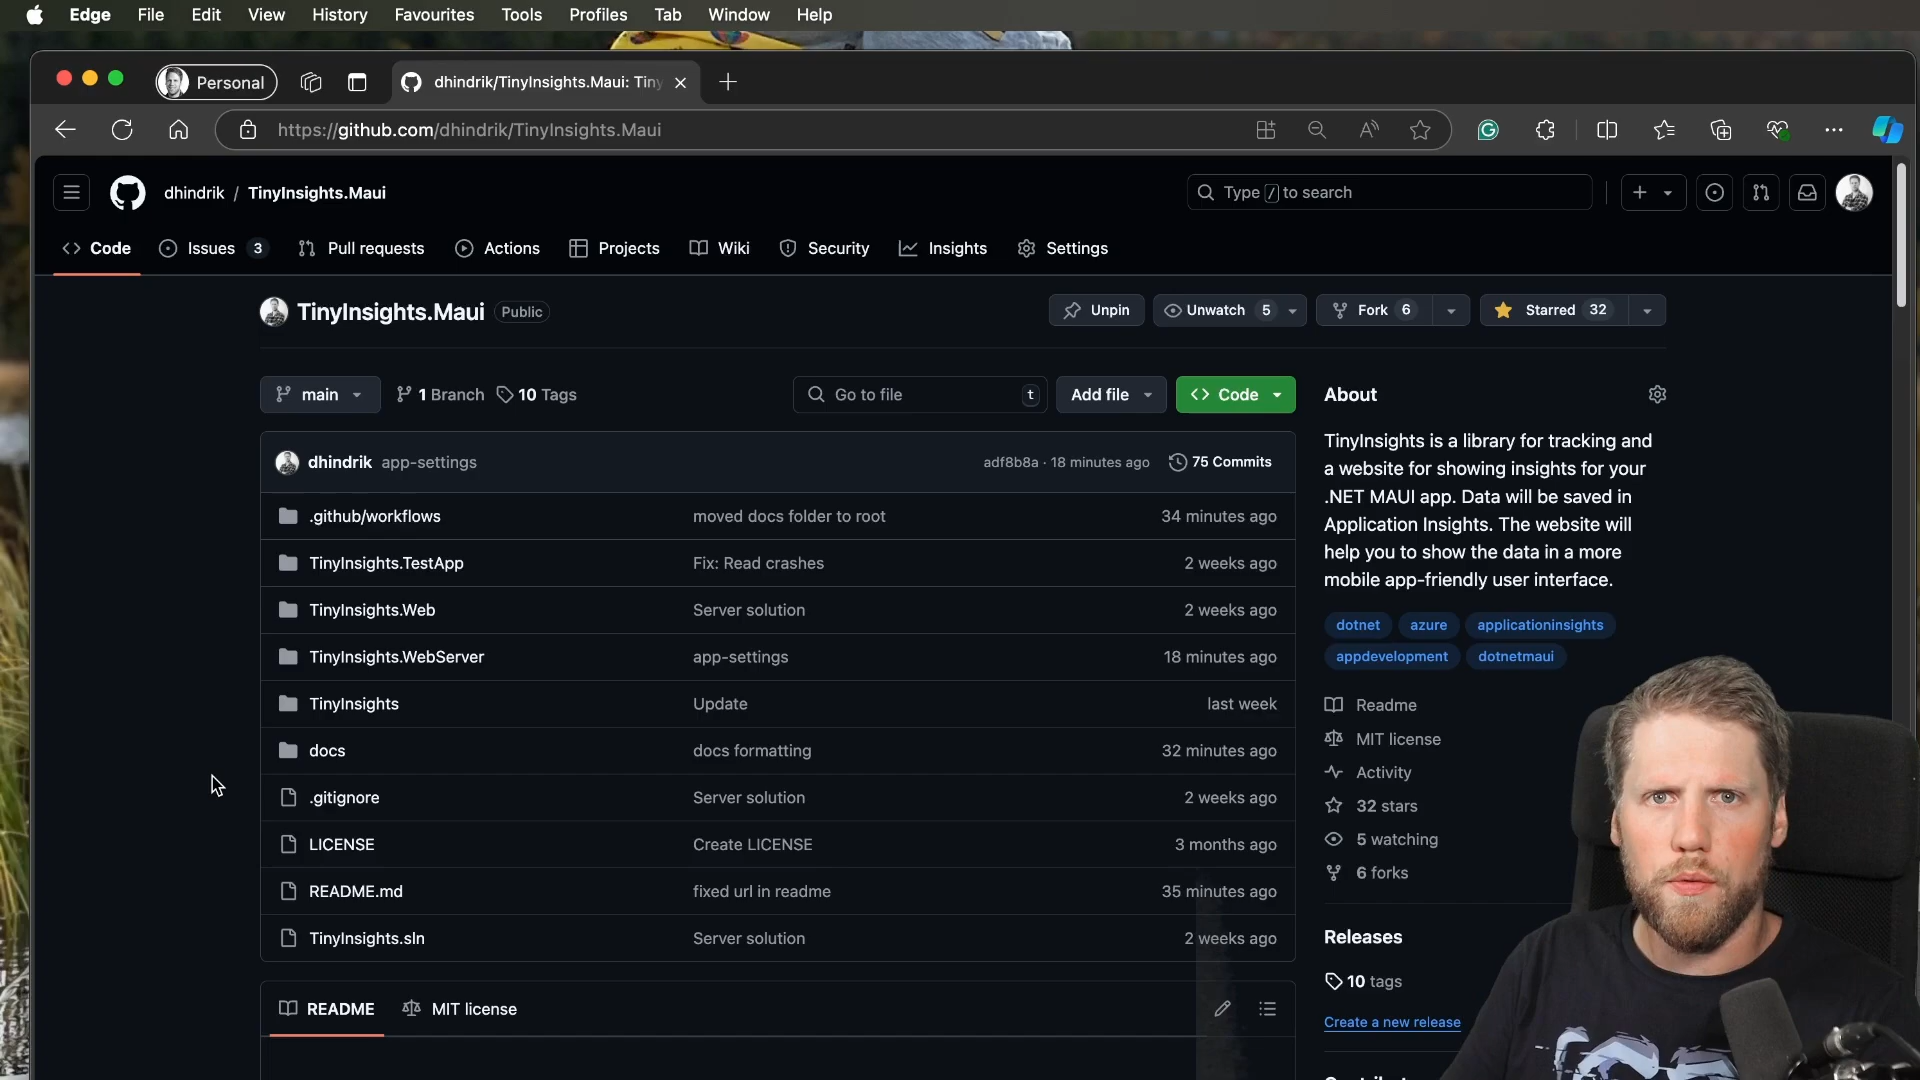 Edge File Edit View History Favourites Tools Profiles Tab Window Help
Personal
dhindrik/TinyInsights.Maui: Tiny
https://github.com/dhindrik/TinyInsights.Maui
dhindrik / TinyInsights.Maui
Type / to search
Code
Issues 3
Pull requests
Actions
Projects
Wiki
Security
Insights
Settings
TinyInsights.Maui Public
Unpin
Unwatch 5
Fork 6
Starred 32
main
1 Branch
10 Tags
Go to file t
Add file
Code
dhindrik app-settings adf8b8a · 18 minutes ago 75 Commits
.github/workflows moved docs folder to root 34 minutes ago
TinyInsights.TestApp Fix: Read crashes 2 weeks ago
TinyInsights.Web Server solution 2 weeks ago
TinyInsights.WebServer app-settings 18 minutes ago
TinyInsights Update last week
docs docs formatting 32 minutes ago
.gitignore Server solution 2 weeks ago
LICENSE Create LICENSE 3 months ago
README.md fixed url in readme 35 minutes ago
TinyInsights.sln Server solution 2 weeks ago
README
MIT license
About
TinyInsights is a library for tracking and
a website for showing insights for your
.NET MAUI app. Data will be saved in
Application Insights. The website will
help you to show the data in a more
mobile app-friendly user interface.
dotnet azure applicationinsights
appdevelopment dotnetmaui
Readme
MIT license
Activity
32 stars
5 watching
6 forks
Releases
10 tags
Create a new release